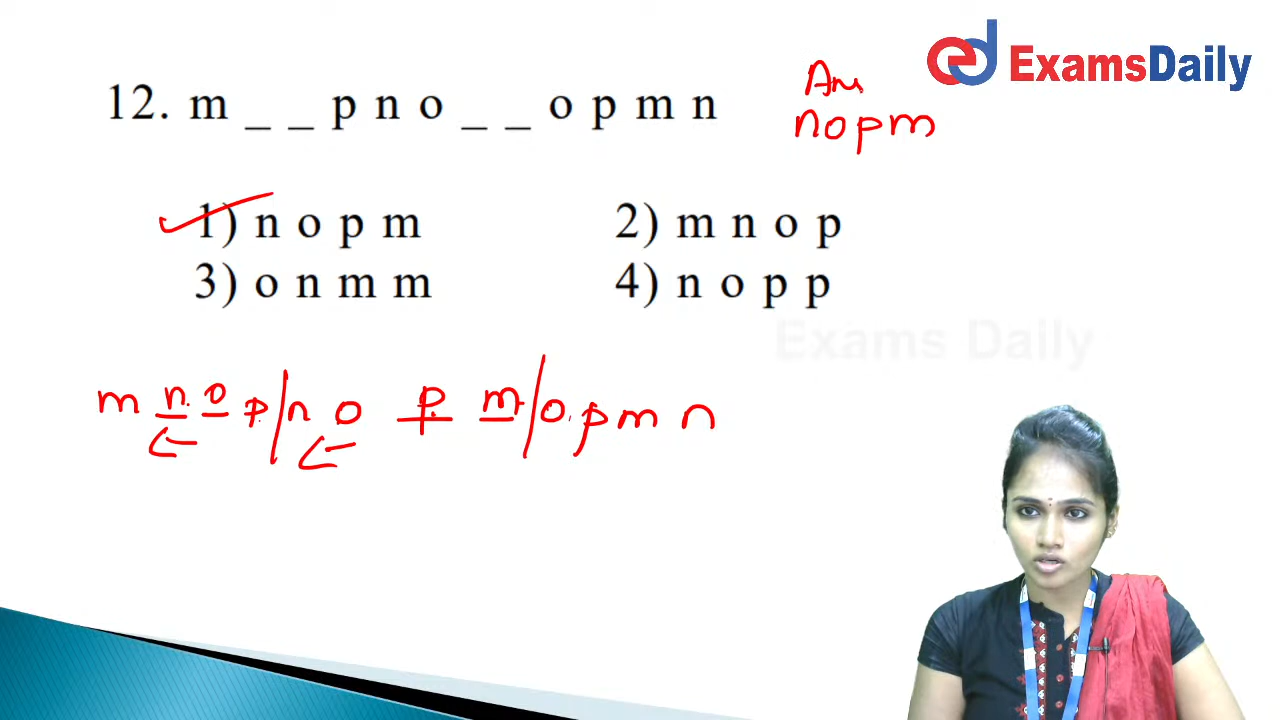 ExamsDaily
Ans
nopm
12. m _ _ p n o _ _ o p m n
1) n o p m
2) m n o p
3) o n m m
4) n o p p
Exams Daily
m n o p / n o p m / o p m n